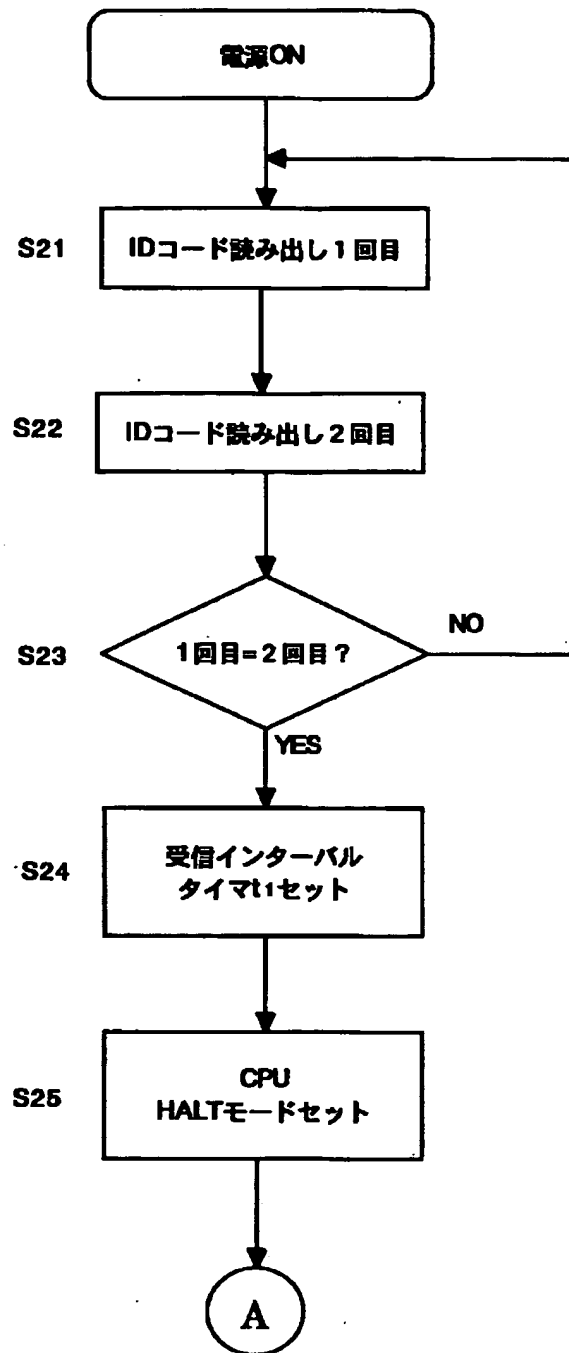 電源ON
S21
IDコード読み出し1回目
S22
IDコード読み出し2回目
S23
1回目=2回目?
NO
YES
S24
受信インターバル
タイマt1セット
S25
CPU
HALTモードセット
A